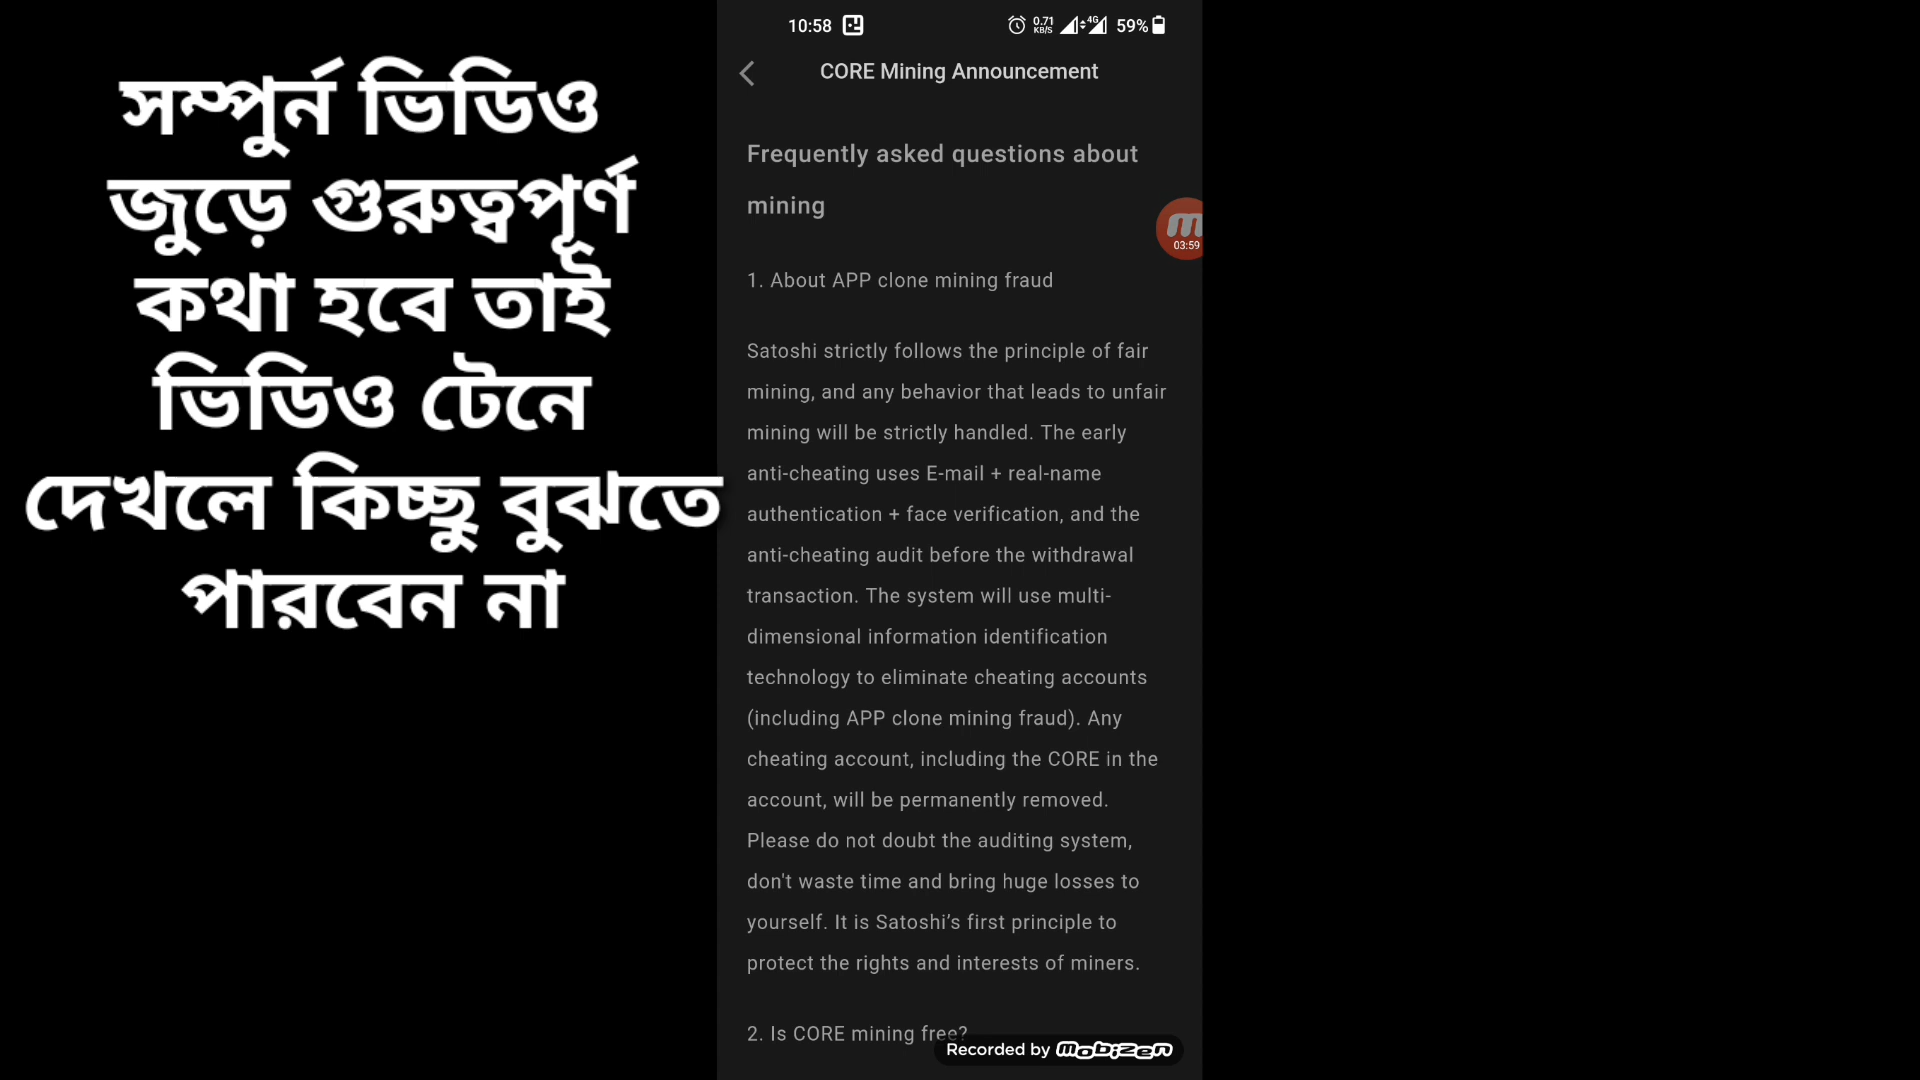 সম্পুর্ন ভিডিও
জুড়ে গুরুত্বপূর্ণ
কথা হবে তাই
ভিডিও টেনে
দেখলে কিচ্ছু বুঝতে
পারবেন না
10:58
0.71
KB/S
4G
59%
CORE Mining Announcement
Frequently asked questions about
mining
03:59
1. About APP clone mining fraud
Satoshi strictly follows the principle of fair
mining, and any behavior that leads to unfair
mining will be strictly handled. The early
anti-cheating uses E-mail + real-name
authentication + face verification, and the
anti-cheating audit before the withdrawal
transaction. The system will use multi-
dimensional information identification
technology to eliminate cheating accounts
(including APP clone mining fraud). Any
cheating account, including the CORE in the
account, will be permanently removed.
Please do not doubt the auditing system,
don't waste time and bring huge losses to
yourself. It is Satoshi’s first principle to
protect the rights and interests of miners.
2. Is CORE mining free?
Recorded by mobizen